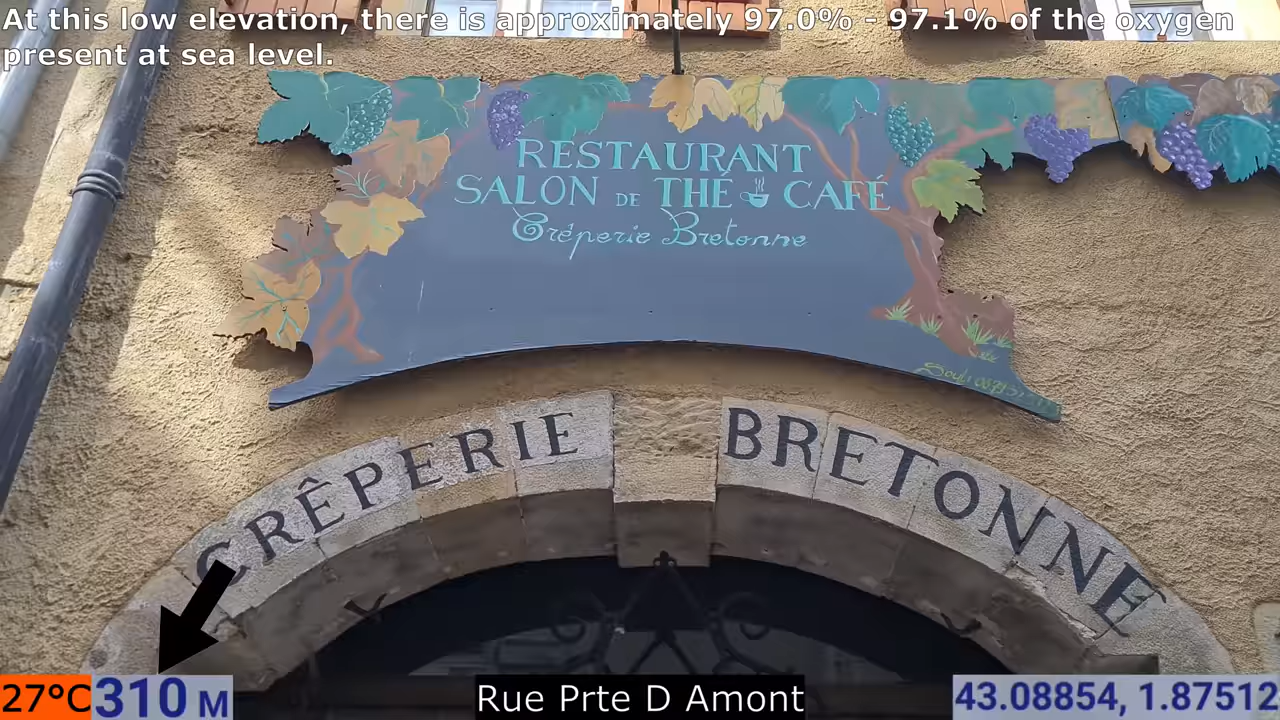 At this low elevation, there is approximately 97.0% - 97.1% of the oxygen
present at sea level.
RESTAURANT
SALON DE THÉ CAFÉ
Crêperie Bretonne
CRÊPERIE BRETONNE
27°C 310 M
Rue Prte D Amont
43.08854, 1.87512